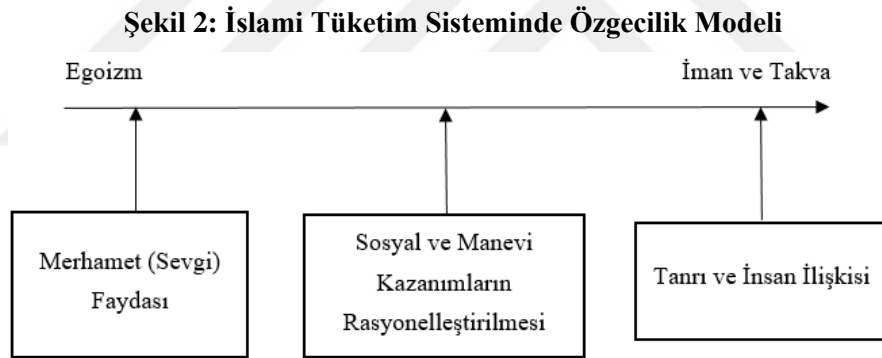 Şekil 2: İslami Tüketim Sisteminde Özgecilik Modeli
Egoizm
İman ve Takva
Merhamet (Sevgi)
Faydası
Sosyal ve Manevi
Kazanımların
Rasyonelleştirilmesi
Tanrı ve İnsan İlişkisi